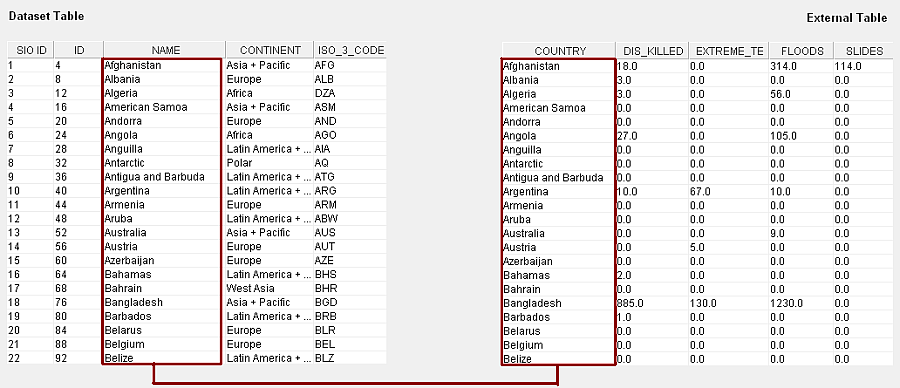 Dataset Table
External Table
SIO ID ID NAME CONTINENT ISO_3_CODE COUNTRY DIS_KILLED EXTREME_TE FLOODS SLIDES
1 4 Afghanistan Asia + Pacific AFG Afghanistan 18.0 0.0 314.0 114.0
2 8 Albania Europe ALB Albania 3.0 0.0 0.0 0.0
3 12 Algeria Africa DZA Algeria 3.0 0.0 56.0 0.0
4 16 American Samoa Asia + Pacific ASM American Samoa 0.0 0.0 0.0 0.0
5 20 Andorra Europe AND Andorra 0.0 0.0 0.0 0.0
6 24 Angola Africa AGO Angola 27.0 0.0 105.0 0.0
7 28 Anguilla Latin America + ... AIA Anguilla 0.0 0.0 0.0 0.0
8 32 Antarctic Polar AQ Antarctic 0.0 0.0 0.0 0.0
9 36 Antigua and Barbuda Latin America + ... ATG Antigua and Barbuda 0.0 0.0 0.0 0.0
10 40 Argentina Latin America + ... ARG Argentina 10.0 67.0 10.0 0.0
11 44 Armenia Europe ARM Armenia 0.0 0.0 0.0 0.0
12 48 Aruba Latin America + ... ABW Aruba 0.0 0.0 0.0 0.0
13 52 Australia Asia + Pacific AUS Australia 0.0 0.0 9.0 0.0
14 56 Austria Europe AUT Austria 0.0 5.0 0.0 0.0
15 60 Azerbaijan Europe AZE Azerbaijan 0.0 0.0 0.0 0.0
16 64 Bahamas Latin America + ... BHS Bahamas 2.0 0.0 0.0 0.0
17 68 Bahrain West Asia BHR Bahrain 0.0 0.0 0.0 0.0
18 76 Bangladesh Asia + Pacific BGD Bangladesh 885.0 130.0 1230.0 0.0
19 80 Barbados Latin America + ... BRB Barbados 1.0 0.0 0.0 0.0
20 84 Belarus Europe BLR Belarus 0.0 0.0 0.0 0.0
21 88 Belgium Europe BEL Belgium 0.0 0.0 0.0 0.0
22 92 Belize Latin America + ... BLZ Belize 0.0 0.0 0.0 0.0